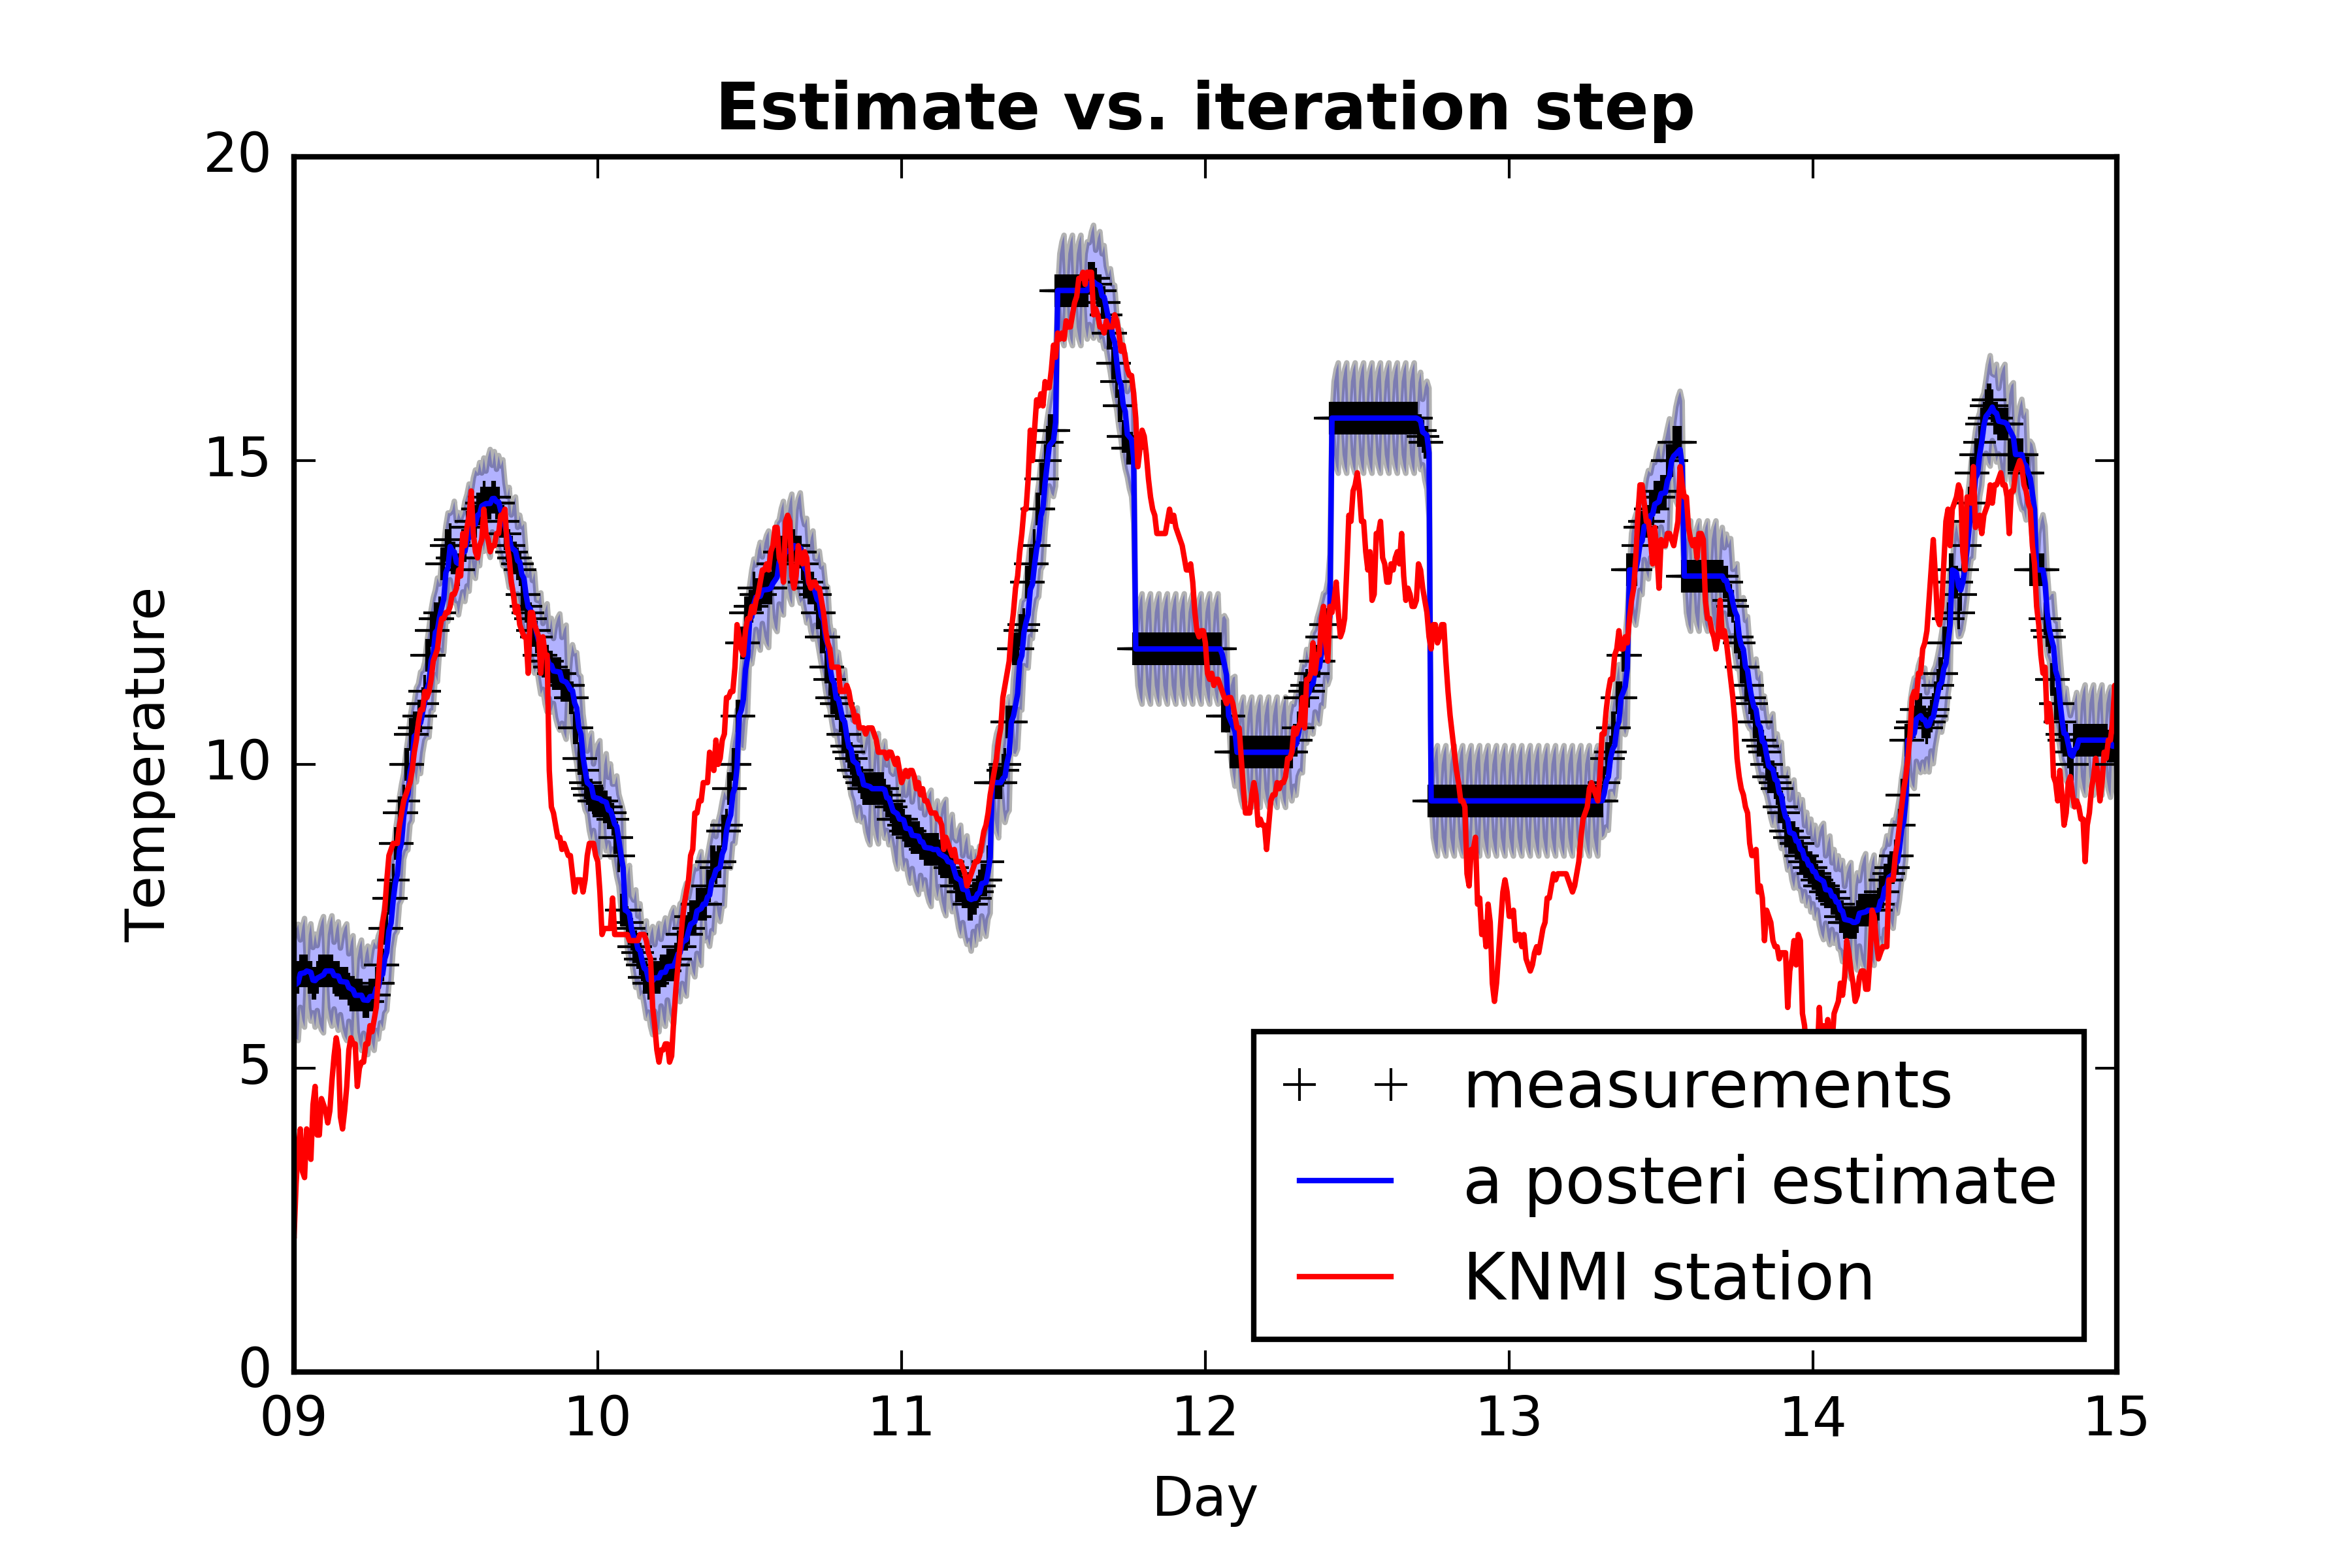 Estimate vs. iteration step
20
15
10
5
0
Temperature
09 10 11 12 13 14 15
Day
measurements
a posteri estimate
KNMI station